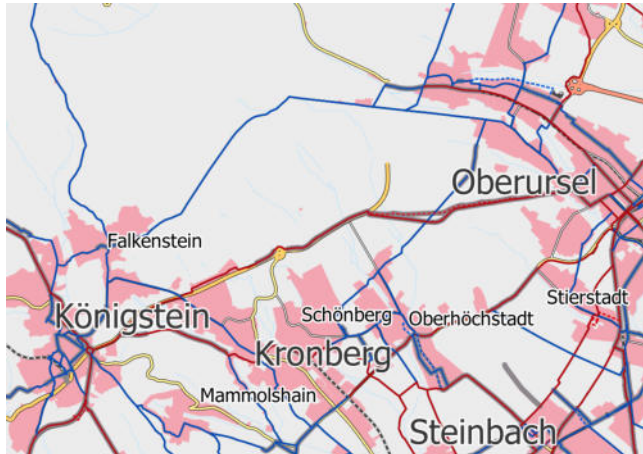 Oberursel
Falkenstein
Königstein
Schönberg
Oberhöchstadt
Stierstadt
Kronberg
Mammolshain
Steinbach